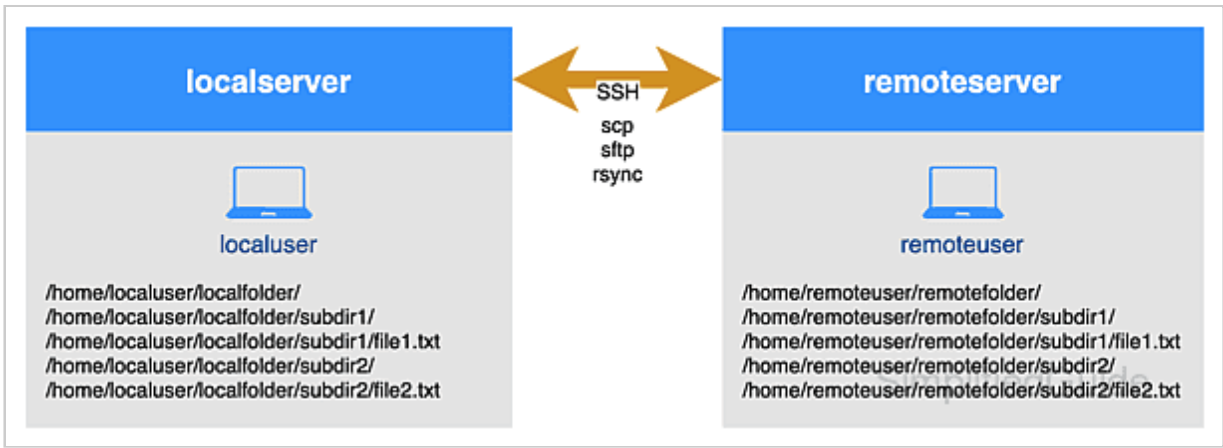 localserver
SSH
scp
sftp
rsync
remoteserver
localuser
/home/localuser/localfolder/
/home/localuser/localfolder/subdir1/
/home/localuser/localfolder/subdir1/file1.txt
/home/localuser/localfolder/subdir2/
/home/localuser/localfolder/subdir2/file2.txt
remoteuser
/home/remoteuser/remotefolder/
/home/remoteuser/remotefolder/subdir1/
/home/remoteuser/remotefolder/subdir1/file1.txt
/home/remoteuser/remotefolder/subdir2/
/home/remoteuser/remotefolder/subdir2/file2.txt